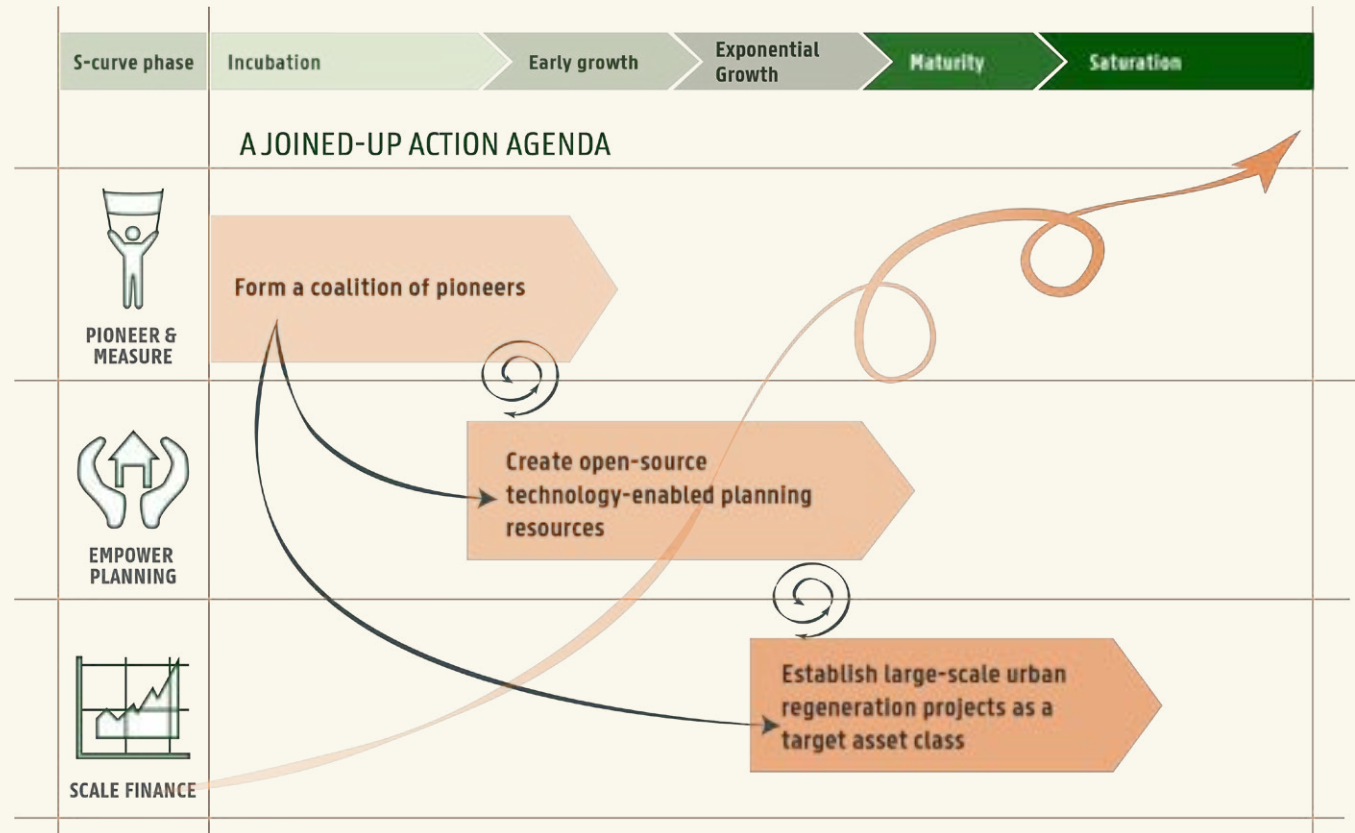 S-curve phase
Incubation
Early growth
Exponential
Growth
Maturity
Saturation
A JOINED-UP ACTION AGENDA
Form a coalition of pioneers
PIONEER &
MEASURE
Create open-source
technology-enabled planning
resources
EMPOWER
PLANNING
Establish large-scale urban
regeneration projects as a
target asset class
SCALE FINANCE